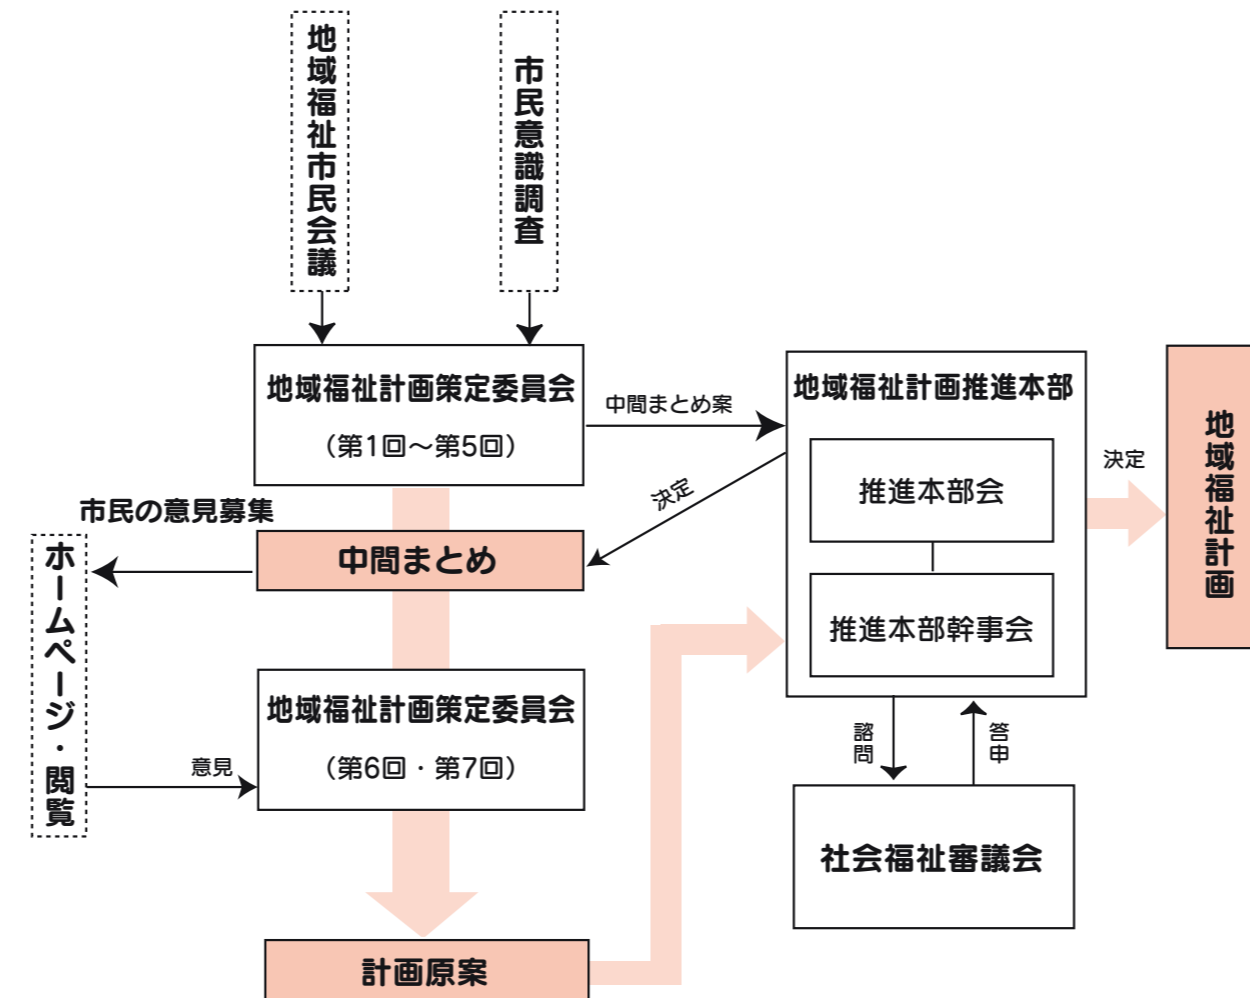 地域福祉市民会議
市民意識調査
地域福祉計画策定委員会
（第1回～第5回）
中間まとめ案
決定
地域福祉計画推進本部
推進本部会
推進本部幹事会
決定
地域福祉計画
市民の意見募集
中間まとめ
ホームページ・閲覧
意見
地域福祉計画策定委員会
（第6回・第7回）
諮問
答申
社会福祉審議会
計画原案